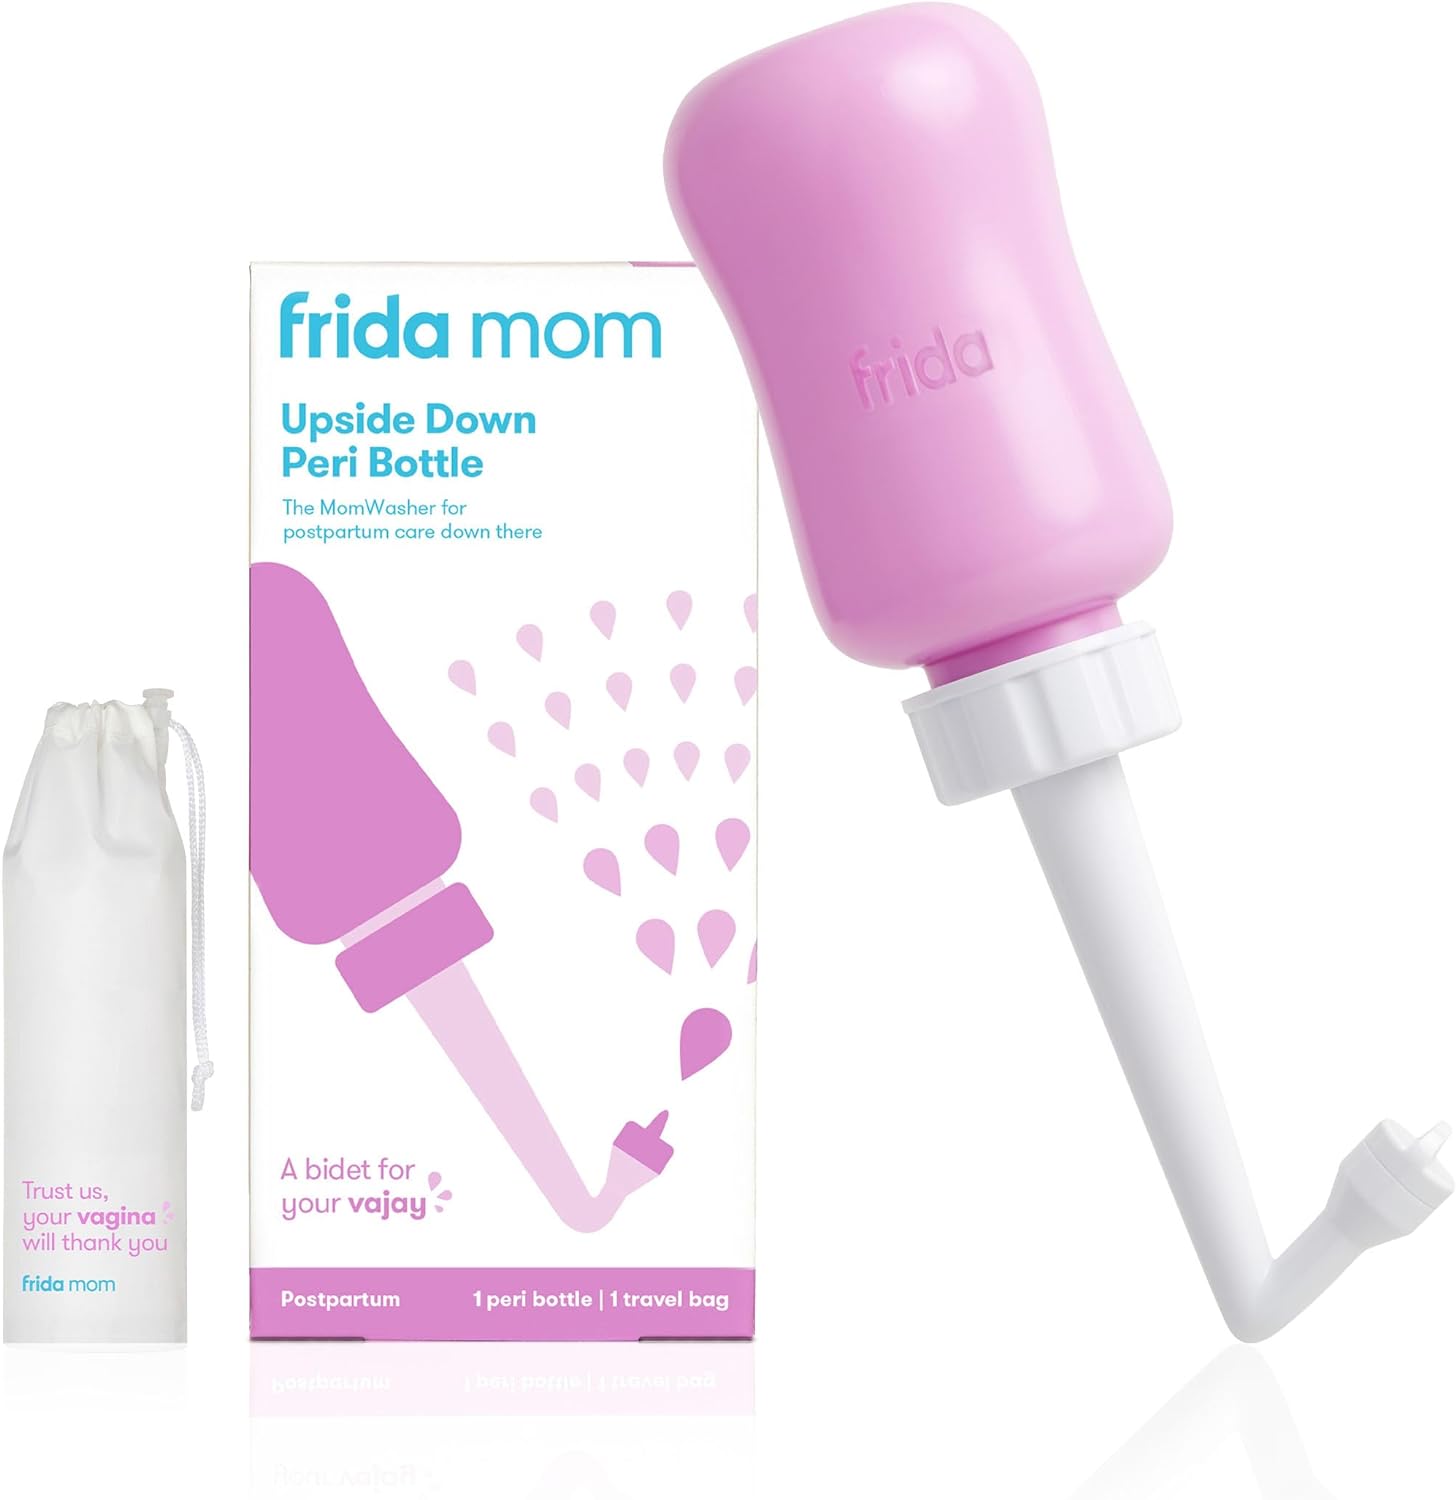 frida mom
Upside Down
Peri Bottle
The MomWasher for
postpartum care down there
A bidet for
your vajay
Postpartum
1 peri bottle | 1 travel bag
frida
Trust us,
your vagina
will thank you
frida mom